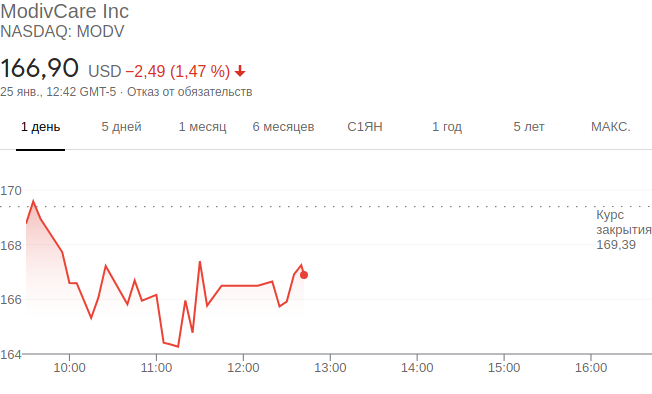 ModivCare Inc
NASDAQ: MODV
166,90 USD −2,49 (1,47 %)
25 янв., 12:42 GMT-5 · Отказ от обязательств
1 день 5 дней 1 месяц 6 месяцев С1ЯН 1 год 5 лет МАКС.
170
Курс
закрытия
169,39
168
166
164
10:00 11:00 12:00 13:00 14:00 15:00 16:00